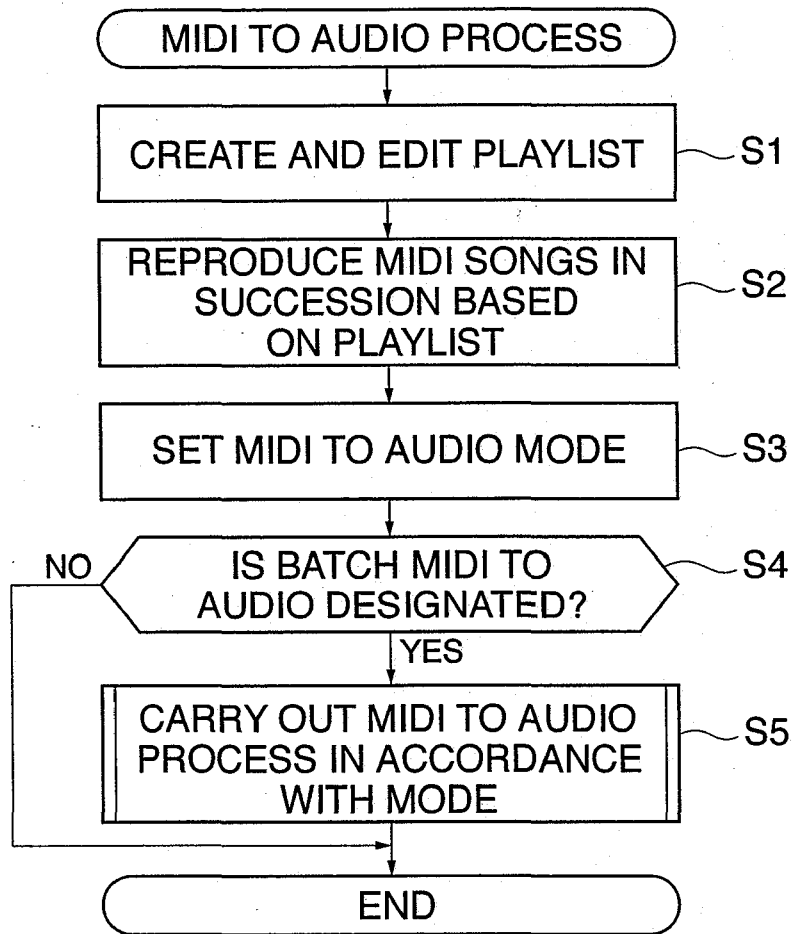 MIDI TO AUDIO PROCESS
CREATE AND EDIT PLAYLIST
S1
REPRODUCE MIDI SONGS IN
SUCCESSION BASED
ON PLAYLIST
S2
SET MIDI TO AUDIO MODE
S3
NO
IS BATCH MIDI TO
AUDIO DESIGNATED?
S4
YES
CARRY OUT MIDI TO AUDIO
PROCESS IN ACCORDANCE
WITH MODE
S5
END